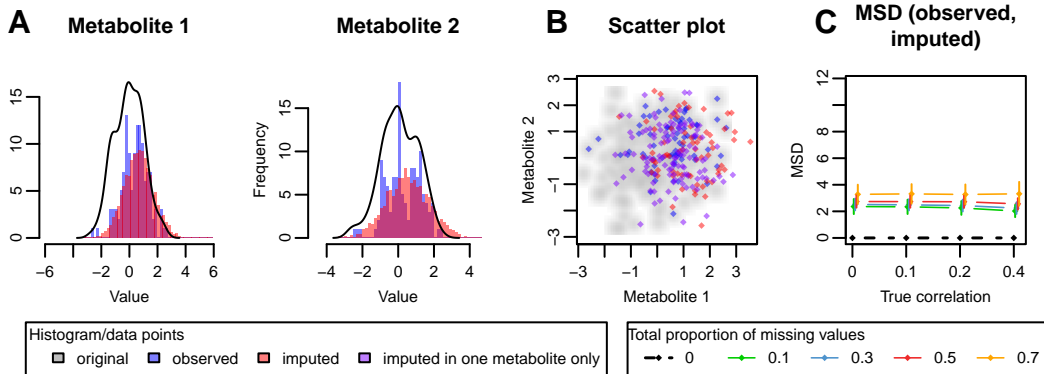 A Metabolite 1 Metabolite 2 B Scatter plot C MSD (observed, imputed)
0 5 10 15
−6 −4 −2 0 2 4 6
Value
Frequency
0 5 10 15
−4 −2 0 2 4
Value
Metabolite 2
−3 −1 0 1 2 3
−3 −1 0 1 2 3
Metabolite 1
MSD
0 2 4 6 8 12
0 0.1 0.2 0.4
True correlation
Histogram/data points
original observed imputed imputed in one metabolite only
Total proportion of missing values
0 0.1 0.3 0.5 0.7